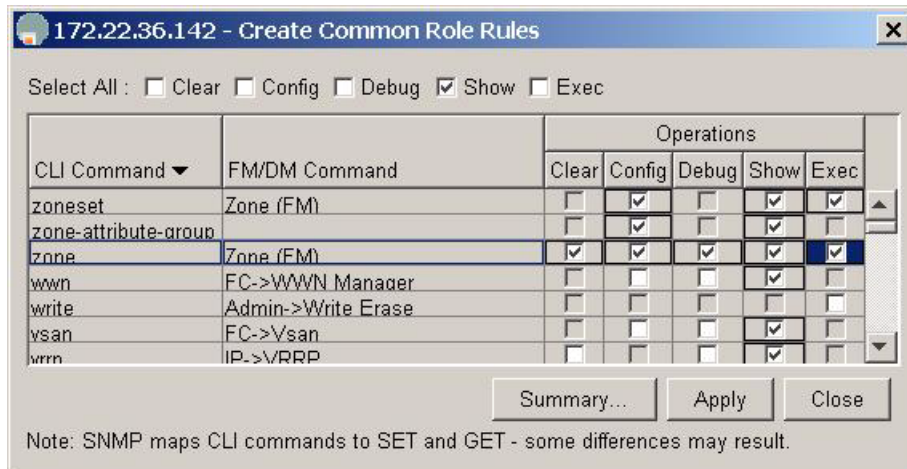 172.22.36.142 - Create Common Role Rules
Select All : Clear Config Debug Show Exec
Operations
CLI Command FM/DM Command Clear Config Debug Show Exec
zoneset Zone (FM)
zone-attribute-group
zone Zone (FM)
wwn FC->WWN Manager
write Admin->Write Erase
vsan FC->Vsan
vrrp IP->VRRP
Summary... Apply Close
Note: SNMP maps CLI commands to SET and GET - some differences may result.